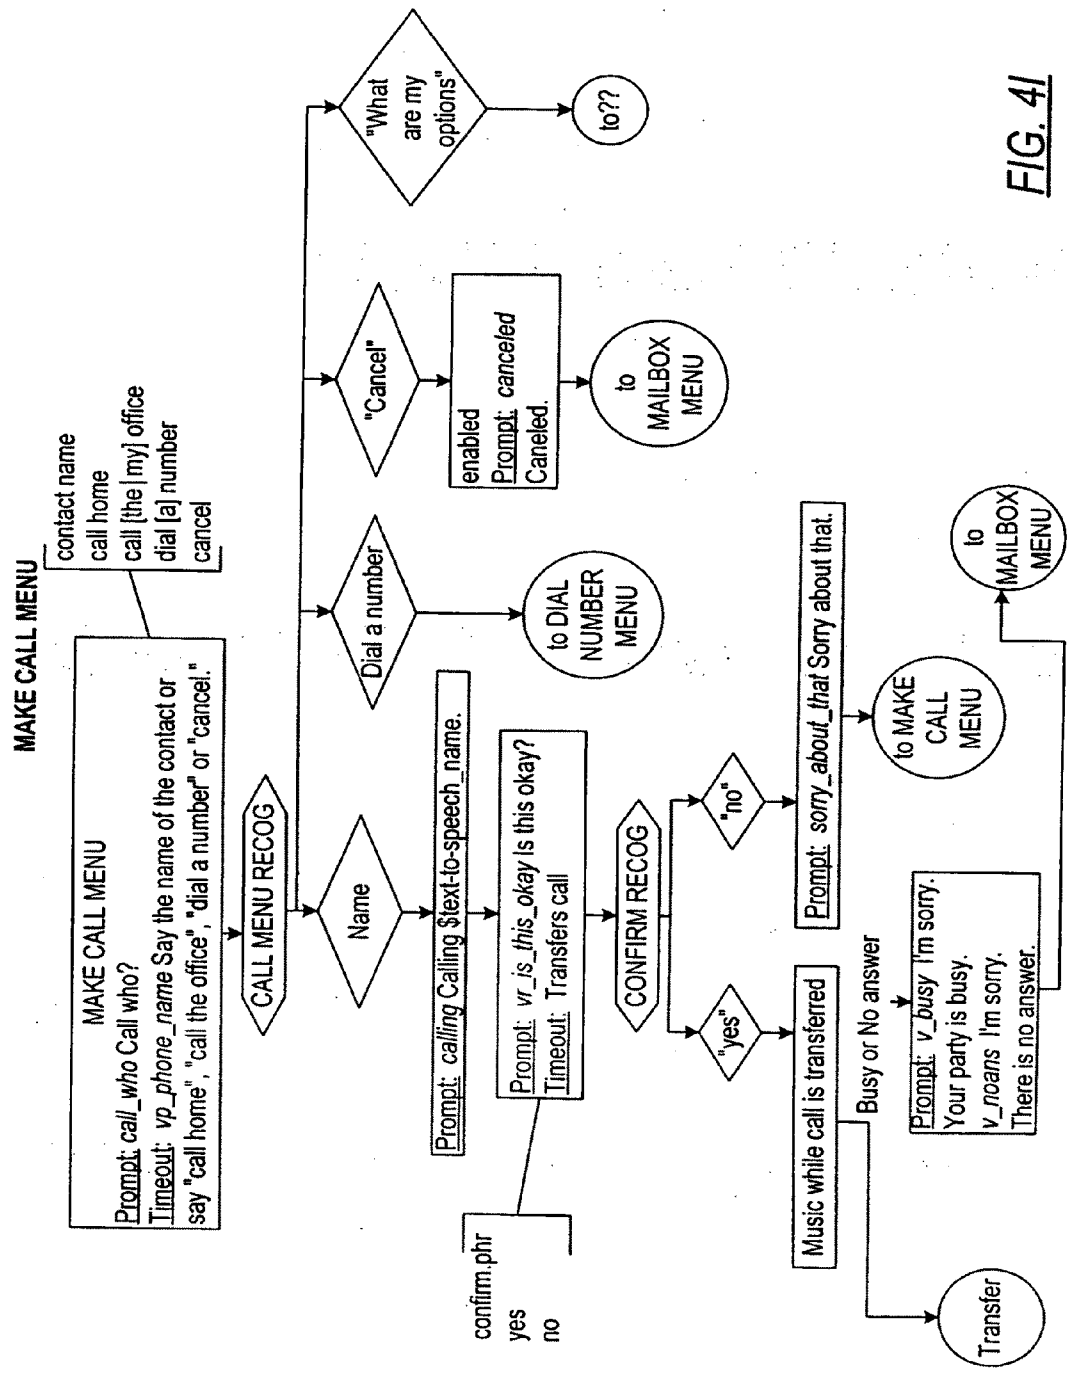 MAKE CALL MENU
MAKE CALL MENU
Prompt: call_who Call who?
Timeout: vp_phone_name Say the name of the contact or
say "call home", "call the office", "dial a number" or "cancel."
contact name
call home
call [the | my] office
dial [a] number
cancel
CALL MENU RECOG
Name
Dial a number
"Cancel"
"What
are my
options"
Prompt: calling Calling $text-to-speech_name.
to DIAL
NUMBER
MENU
enabled
Prompt: canceled
Caneled.
to
MAILBOX
MENU
to??
Prompt: vr_is_this_okay Is this okay?
Timeout: Transfers call
confirm.phr
yes
no
CONFIRM RECOG
"yes"
"no"
Music while call is transferred
Prompt: sorry_about_that Sorry about that.
to MAKE
CALL
MENU
Busy or No answer
Prompt: v_busy I'm sorry.
Your party is busy.
v_noans I'm sorry.
There is no answer.
to
MAILBOX
MENU
Transfer
FIG. 4I